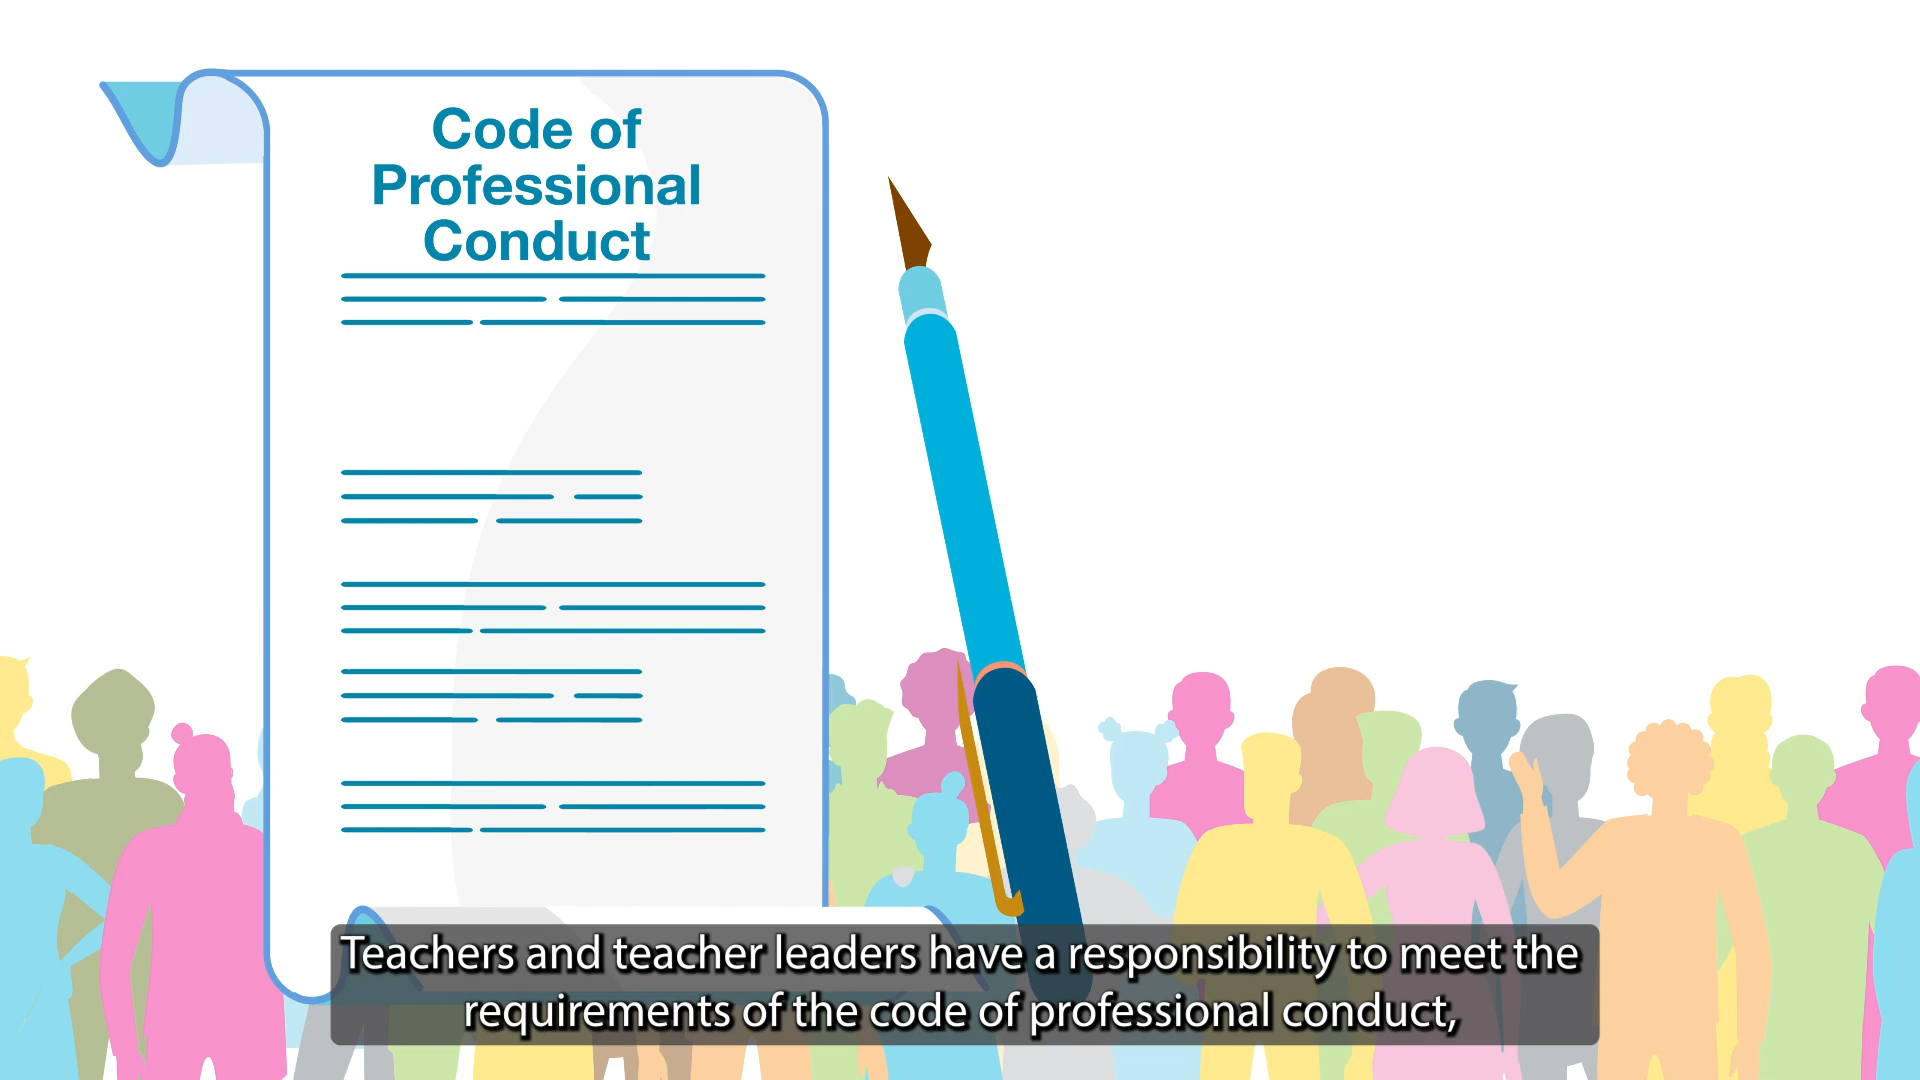 Code of
Professional
Conduct
Teachers and teacher leaders have a responsibility to meet the
requirements of the code of professional conduct,